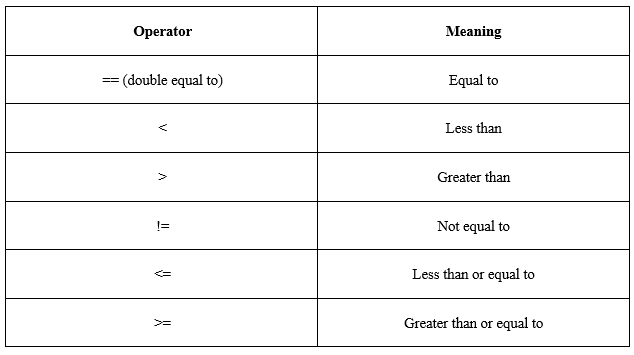 Operator Meaning
== (double equal to) Equal to
< Less than
> Greater than
!= Not equal to
<= Less than or equal to
>= Greater than or equal to